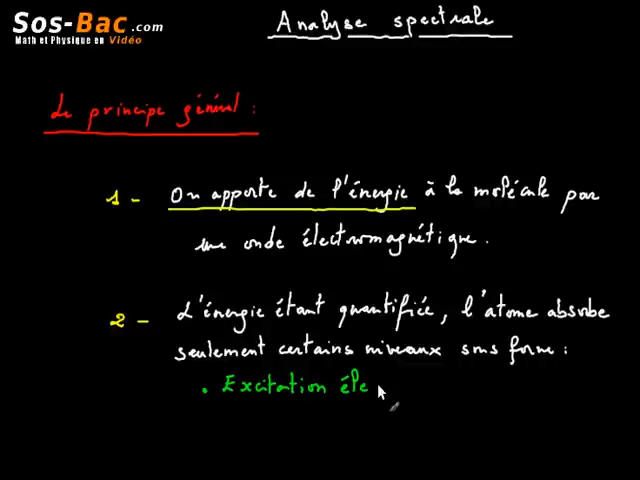 Sos-Bac.com
Math et Physique en Vidéo
Analyse spectrale
Le principe général :
1 - On apporte de l'énergie à la molécule par
une onde électromagnétique.
2 - L'énergie étant quantifiée, l'atome absorbe
seulement certains niveaux sous forme :
. Excitation éle